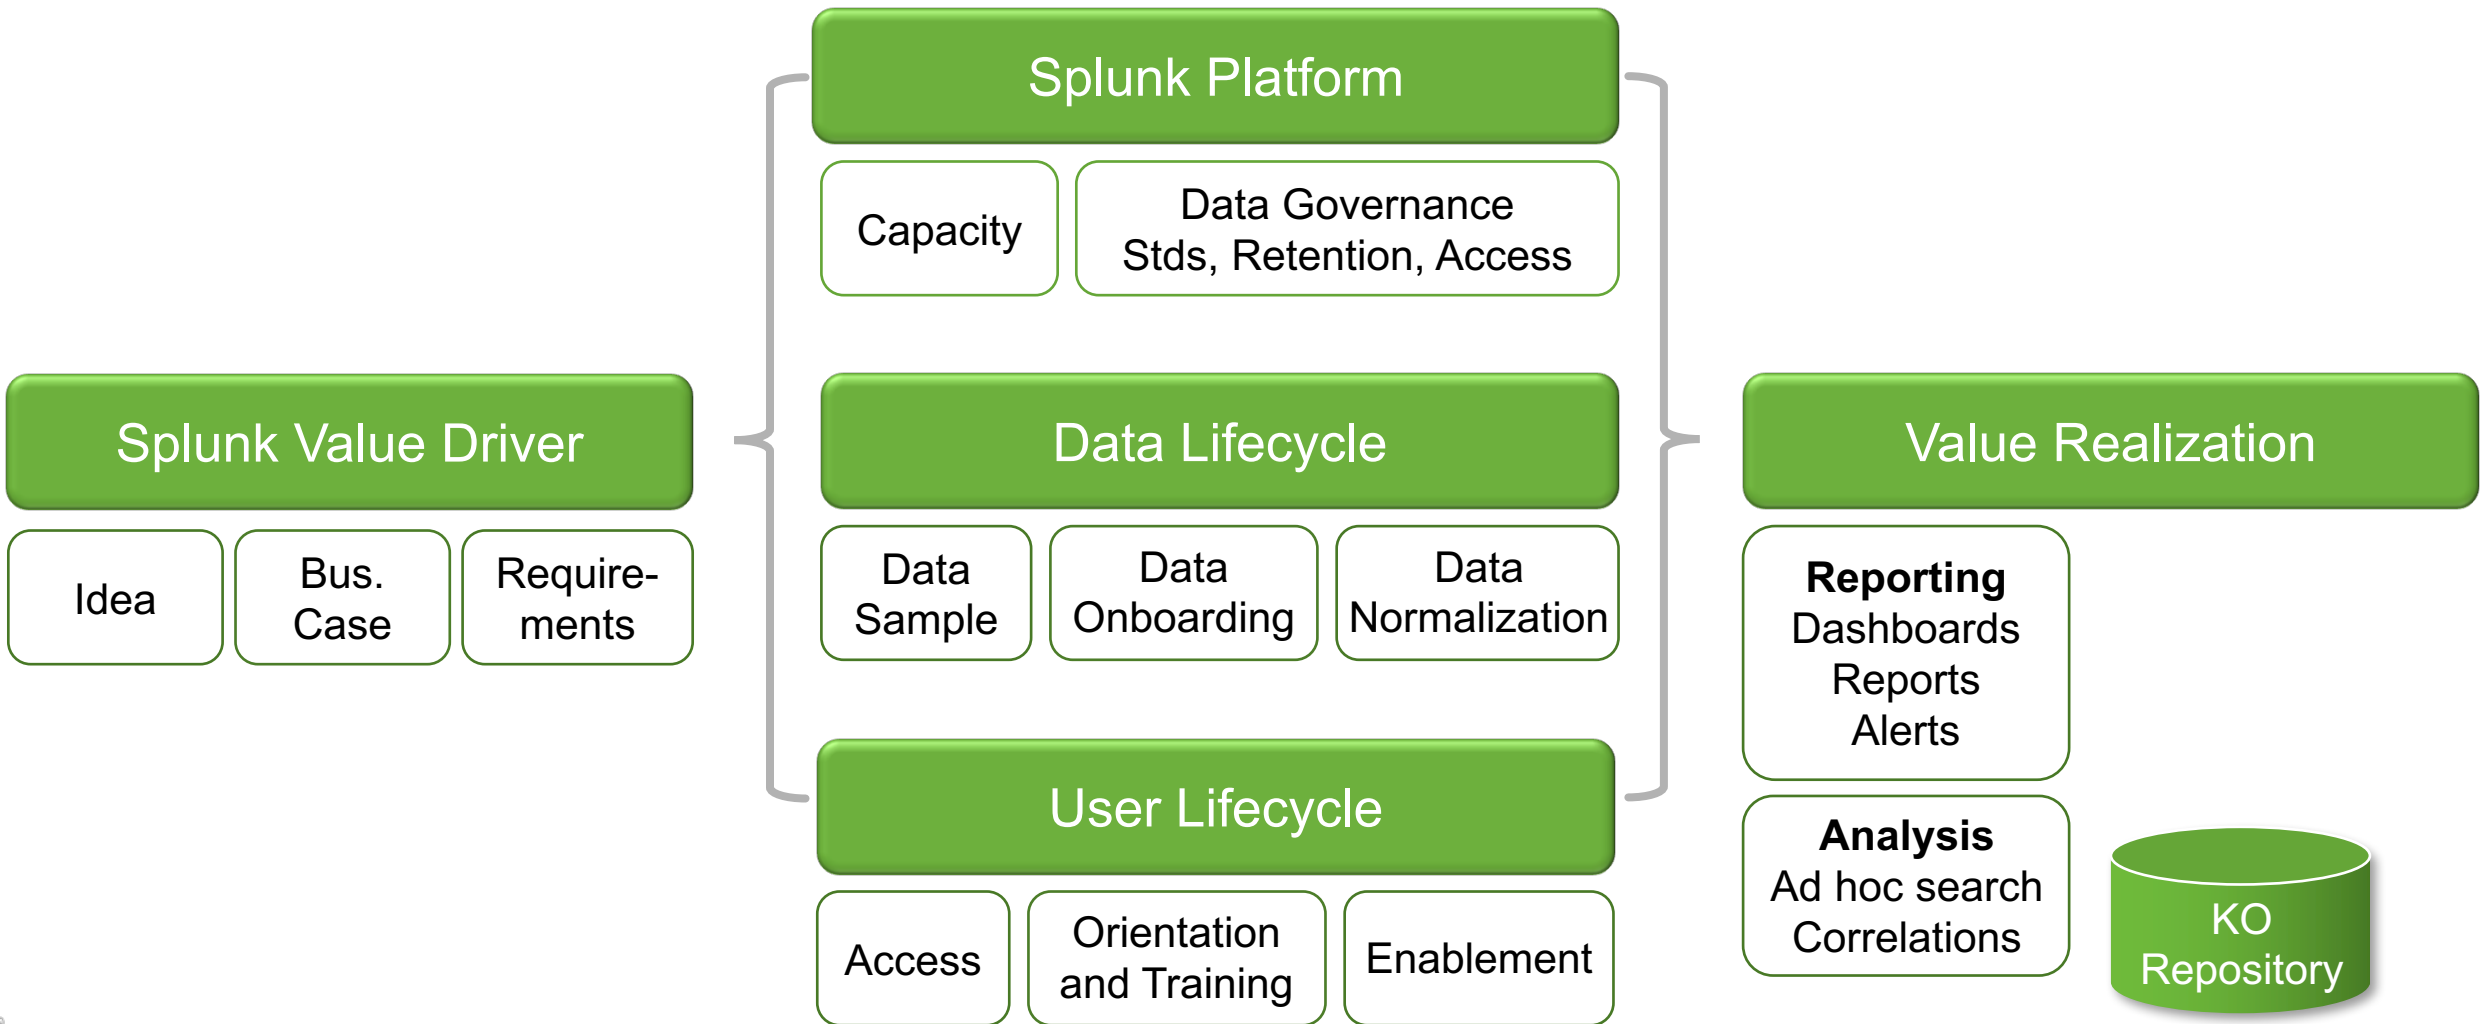 Splunk Platform
Capacity
Data Governance
Stds, Retention, Access
Splunk Value Driver
Idea
Bus.
Case
Require-
ments
Data Lifecycle
Data
Sample
Data
Onboarding
Data
Normalization
User Lifecycle
Access
Orientation
and Training
Enablement
Value Realization
Reporting
Dashboards
Reports
Alerts
Analysis
Ad hoc search
Correlations
KO
Repository